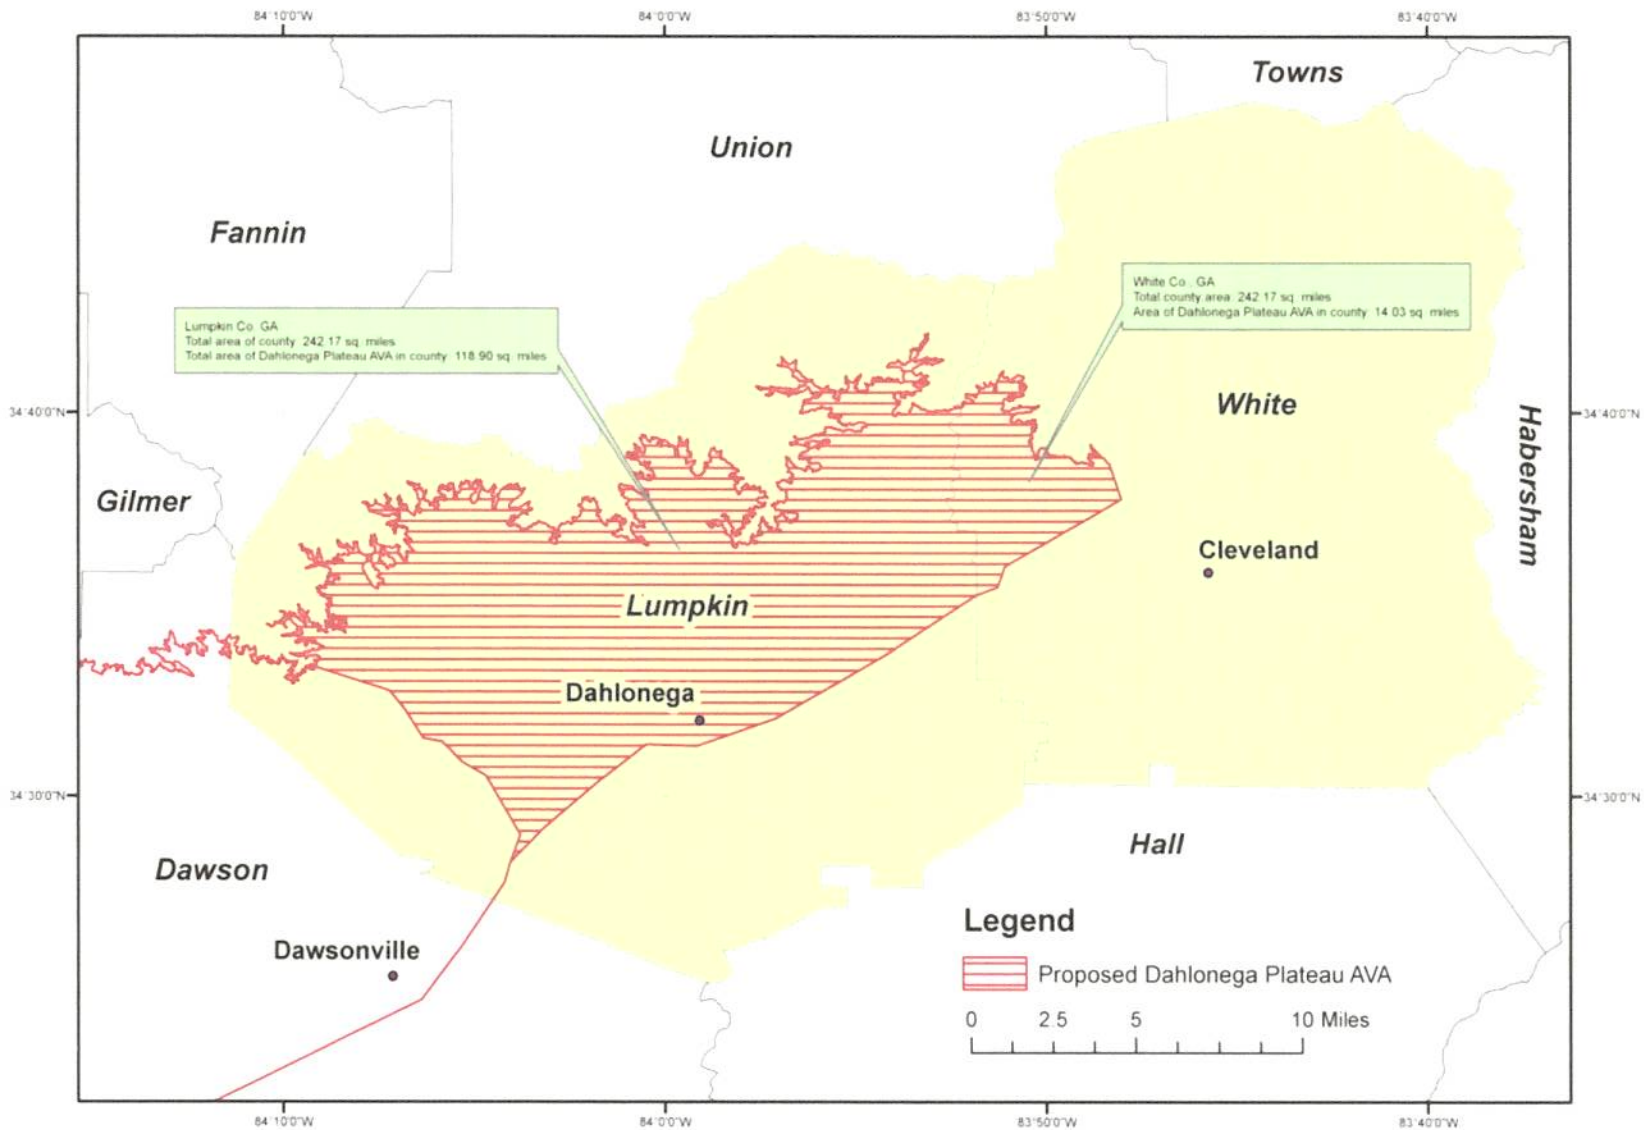 84°10'0"W 84°0'0"W 83°50'0"W 83°40'0"W
Towns
Union
Fannin
White Co., GA
Total county area: 242.17 sq. miles
Area of Dahlonega Plateau AVA in county: 14.03 sq. miles
Lumpkin Co. GA
Total area of county: 242.17 sq. miles
Total area of Dahlonega Plateau AVA in county: 118.90 sq. miles
34°40'0"N 34°40'0"N
White
Habersham
Gilmer
Cleveland
Lumpkin
Dahlonega
34°30'0"N 34°30'0"N
Hall
Dawson
Legend
Dawsonville
Proposed Dahlonega Plateau AVA
0 2.5 5 10 Miles
84°10'0"W 84°0'0"W 83°50'0"W 83°40'0"W